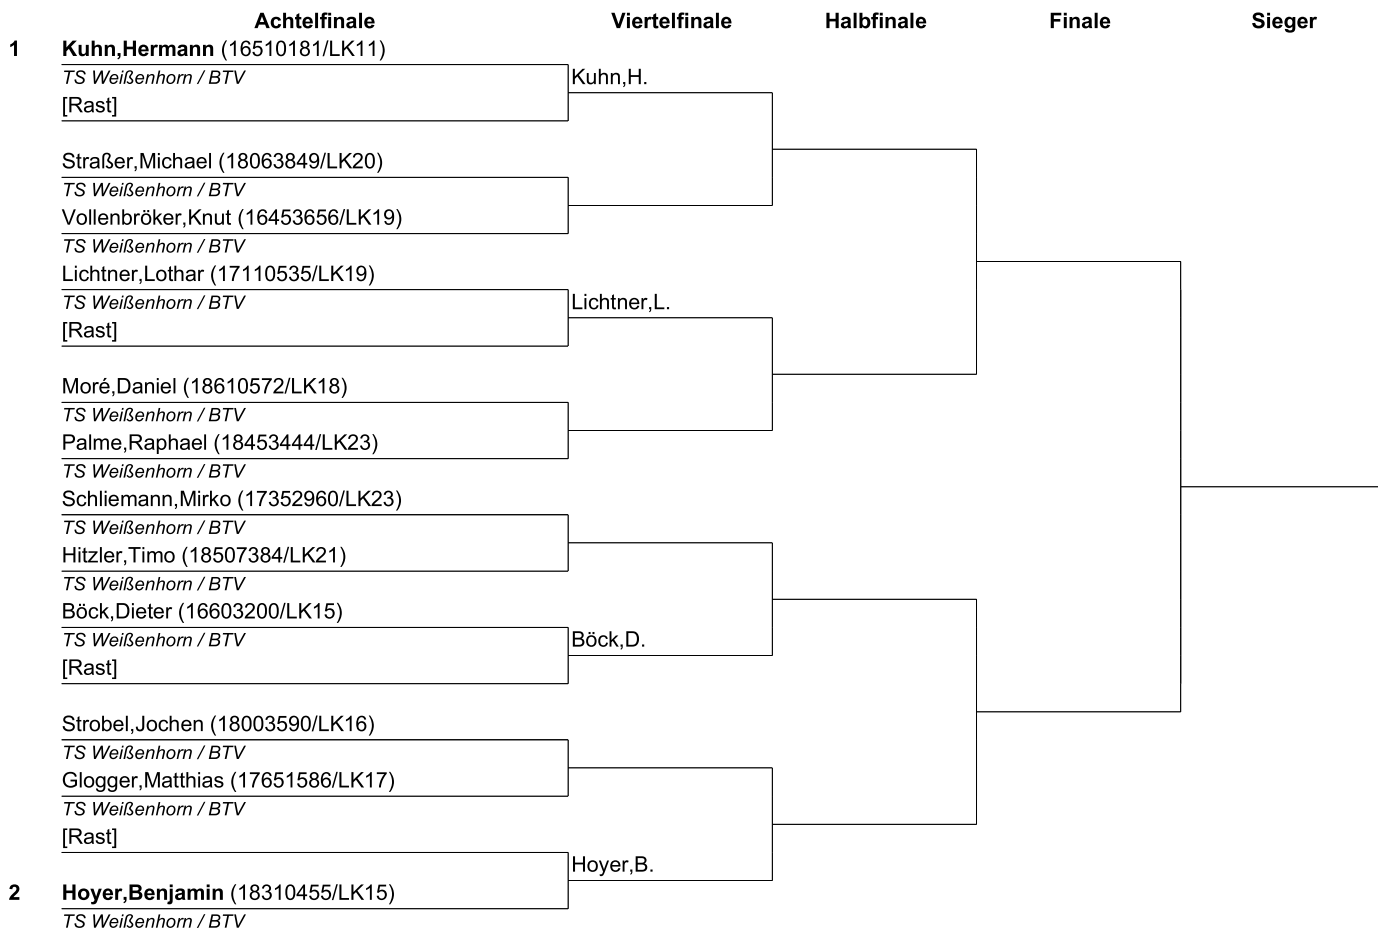 Achtelfinale Viertelfinale Halbfinale Finale Sieger
1 Kuhn,Hermann (16510181/LK11)
TS Weißenhorn / BTV Kuhn,H.
[Rast]
Straßer,Michael (18063849/LK20)
TS Weißenhorn / BTV
Vollenbröker,Knut (16453656/LK19)
TS Weißenhorn / BTV
Lichtner,Lothar (17110535/LK19)
TS Weißenhorn / BTV Lichtner,L.
[Rast]
Moré,Daniel (18610572/LK18)
TS Weißenhorn / BTV
Palme,Raphael (18453444/LK23)
TS Weißenhorn / BTV
Schliemann,Mirko (17352960/LK23)
TS Weißenhorn / BTV
Hitzler,Timo (18507384/LK21)
TS Weißenhorn / BTV
Böck,Dieter (16603200/LK15)
TS Weißenhorn / BTV Böck,D.
[Rast]
Strobel,Jochen (18003590/LK16)
TS Weißenhorn / BTV
Glogger,Matthias (17651586/LK17)
TS Weißenhorn / BTV
[Rast]
Hoyer,B.
2 Hoyer,Benjamin (18310455/LK15)
TS Weißenhorn / BTV